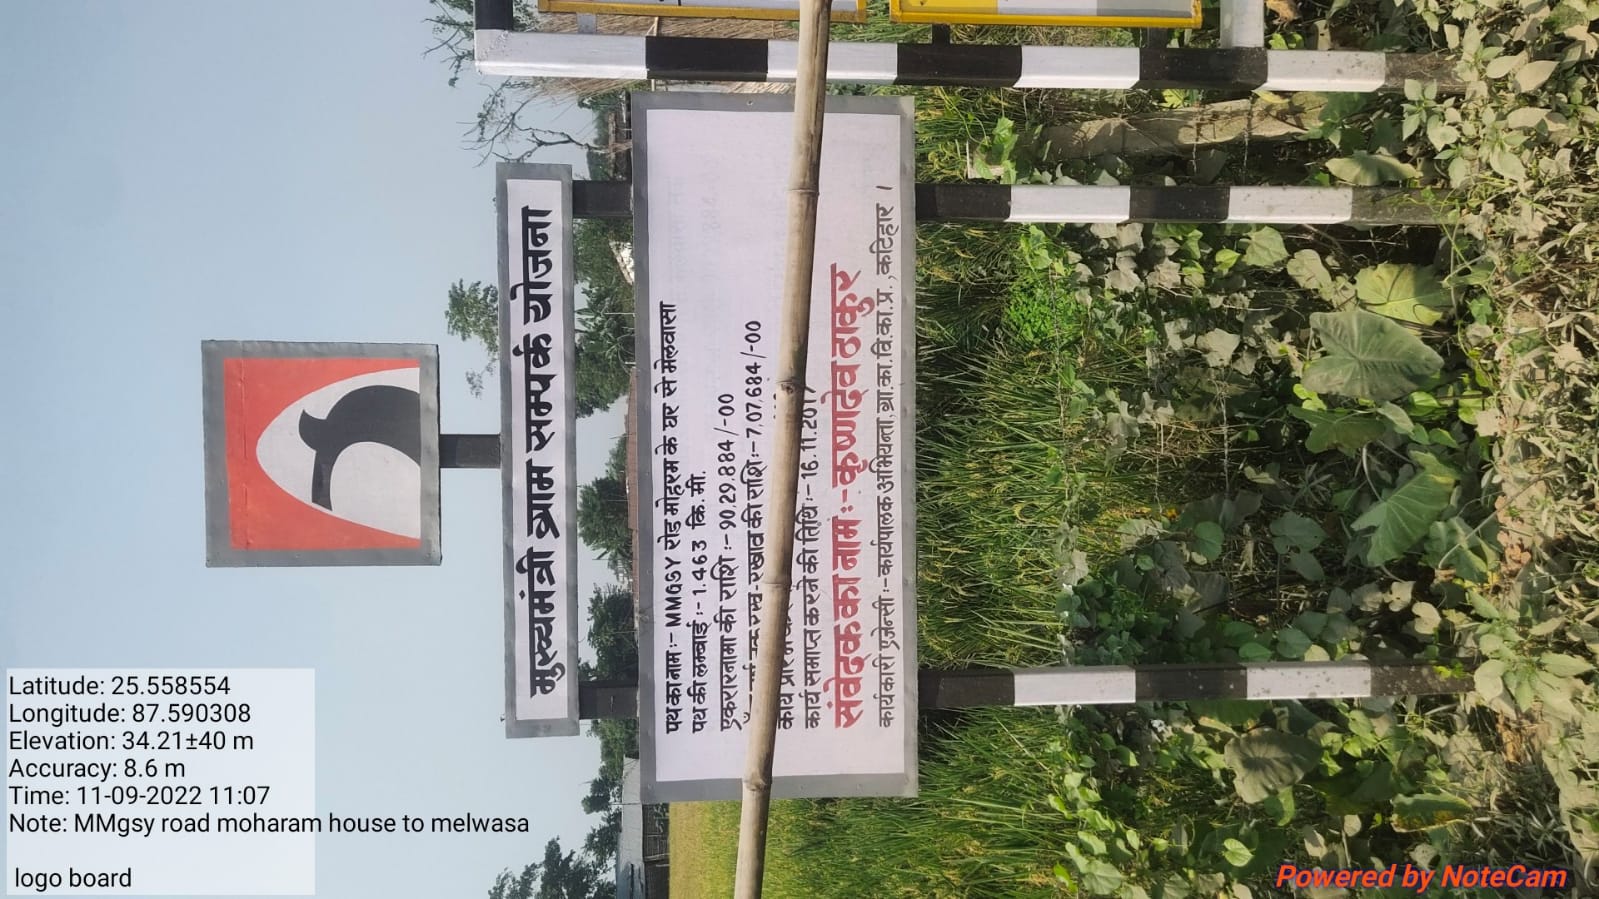 मुख्यमंत्री ग्राम सम्पर्क योजना
पथ का नाम :- MMGSY रोड मोहरम के घर से मेलवासा
पथ की लम्बाई :- 1.463 कि. मी.
एकरारनामा की राशि :- 90,29,884/-00
रख-रखाव की राशि :- 7,07,684/-00
कार्य
कार्य समाप्त करने की तिथि :- 16.11.2017
संवेदक का नाम :- कृष्णदेव ठाकुर
कार्यकारी एजेन्सी :- कार्यपालक अभियन्ता, ग्रा.का.वि.का.प्र., कटिहार ।
Latitude: 25.558554
Longitude: 87.590308
Elevation: 34.21±40 m
Accuracy: 8.6 m
Time: 11-09-2022 11:07
Note: MMgsy road moharam house to melwasa
logo board
Powered by NoteCam